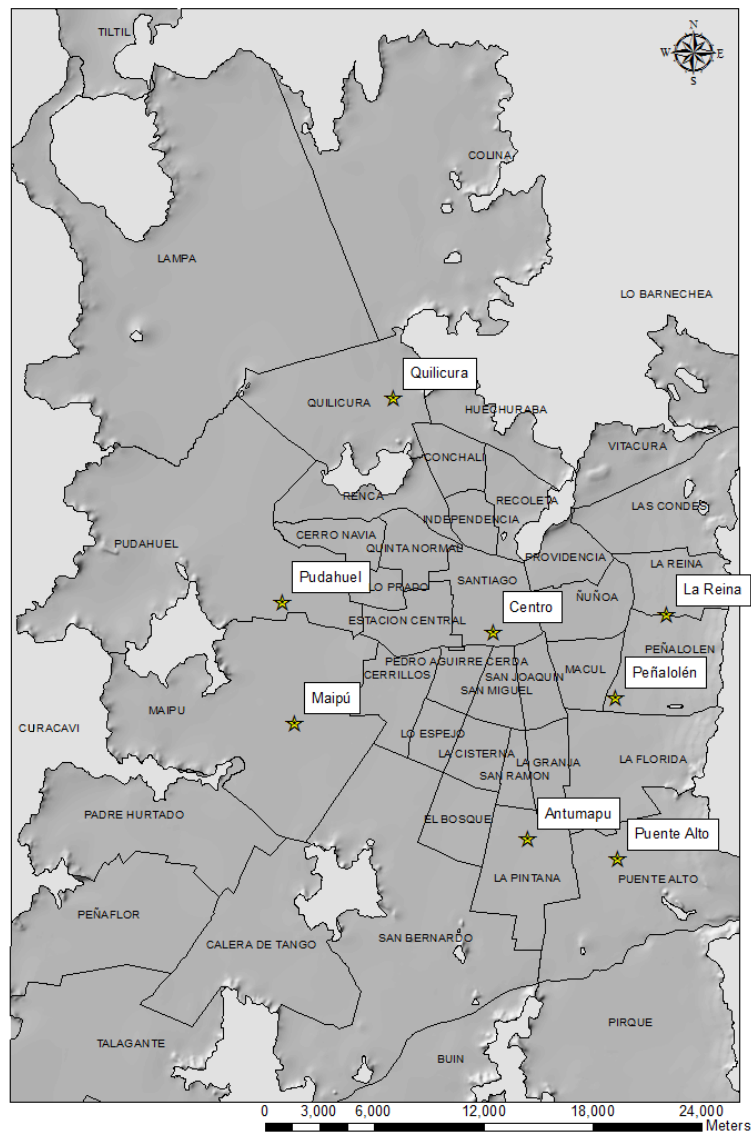 TILTIL
N
W E
S
COLINA
LAMPA
LO BARNECHEA
Quilicura
QUILICURA
HUECHURABA
VITACURA
CONCHALI
RENCA
RECOLETA
LAS CONDES
INDEPENDENCIA
CERRO NAVIA
PUDAHUEL
QUINTA NORMAL
PROVIDENCIA
LA REINA
Pudahuel
LO PRADO
SANTIAGO
La Reina
ÑUÑOA
Centro
ESTACION CENTRAL
PEÑALOLEN
PEDRO AGUIRRE CERDA
CERRILLOS
SAN JOAQUIN
MACUL
Peñalolén
SAN MIGUEL
Maipú
MAIPU
CURACAVI
LO ESPEJO
LA CISTERNA
LA GRANJA
LA FLORIDA
SAN RAMON
PADRE HURTADO
EL BOSQUE
Antumapu
Puente Alto
LA PINTANA
PUENTE ALTO
PEÑAFLOR
CALERA DE TANGO
SAN BERNARDO
PIRQUE
TALAGANTE
BUIN
0 3,000 6,000 12,000 18,000 24,000
Meters